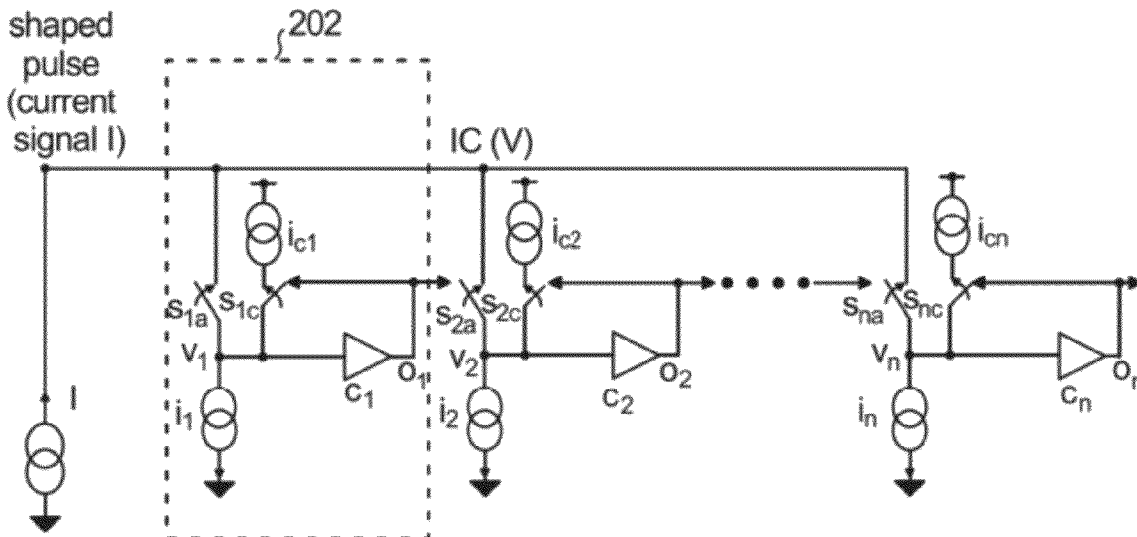 shaped
pulse
(current
signal I)
202
IC (V)
i_c1
i_c2
i_cn
s_1a
s_1c
s_2a
s_2c
s_na
s_nc
v_1
c_1
o_1
v_2
c_2
o_2
v_n
c_n
o_n
I
i_1
i_2
i_n